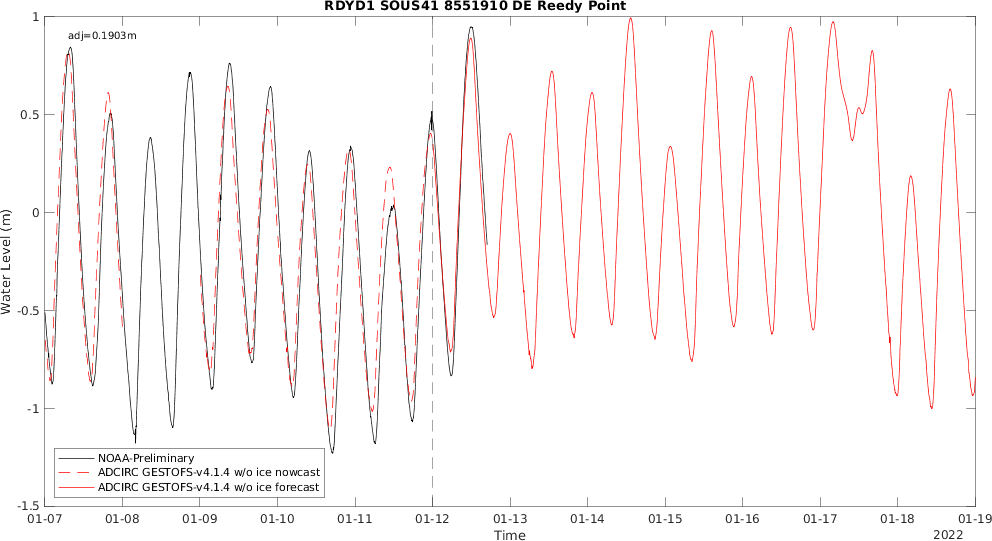 RDYD1 SOUS41 8551910 DE Reedy Point
adj=0.1903m
1
0.5
0
-0.5
-1
-1.5
Water Level (m)
NOAA-Preliminary
ADCIRC GESTOFS-v4.1.4 w/o ice nowcast
ADCIRC GESTOFS-v4.1.4 w/o ice forecast
01-07 01-08 01-09 01-10 01-11 01-12 01-13 01-14 01-15 01-16 01-17 01-18 01-19
Time
2022